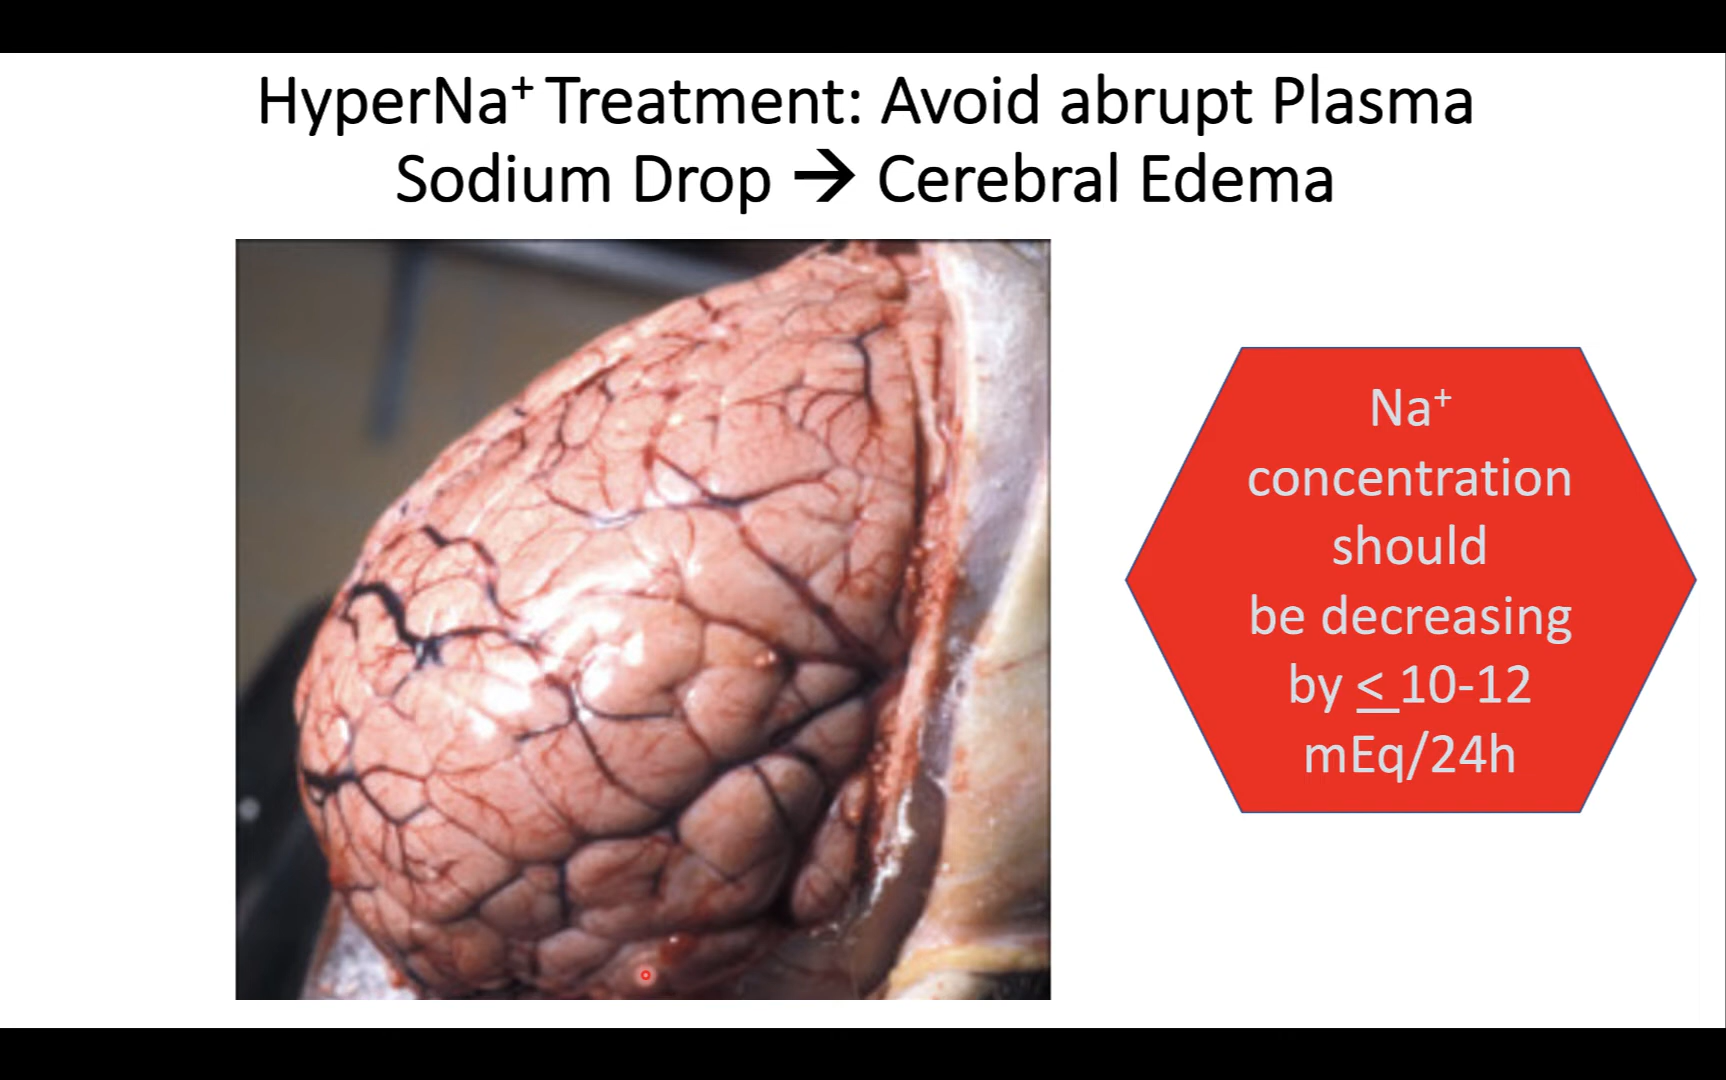 HyperNa⁺ Treatment: Avoid abrupt Plasma
Sodium Drop → Cerebral Edema
Na⁺
concentration
should
be decreasing
by ≤ 10-12
mEq/24h